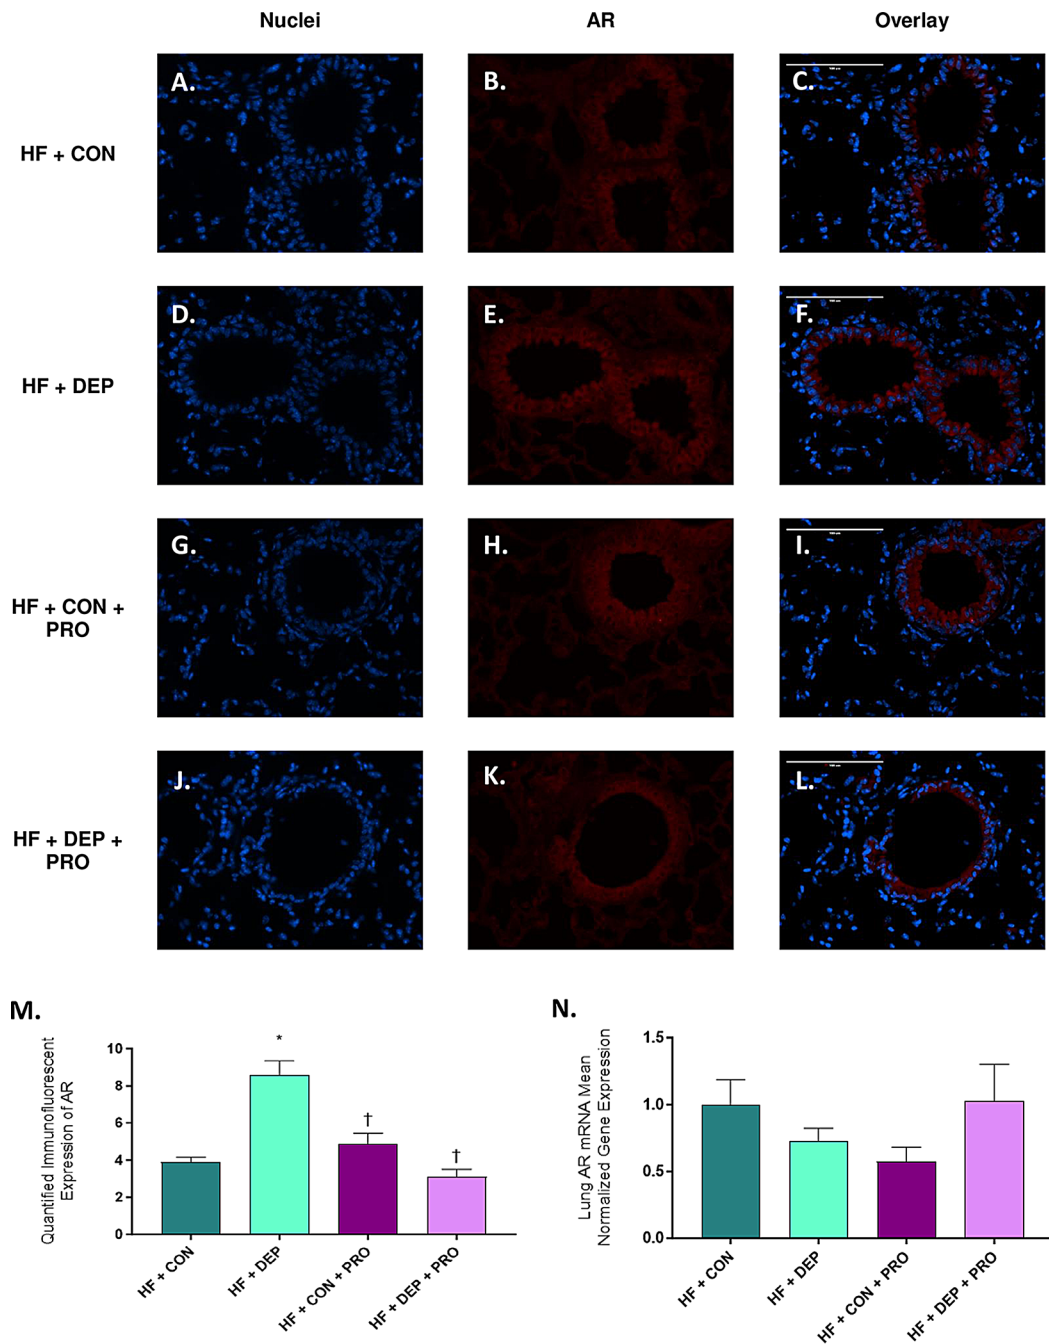 Nuclei AR Overlay
HF + CON
A. B. C.
HF + DEP
D. E. F.
HF + CON +
PRO
G. H. I.
HF + DEP +
PRO
J. K. L.
M.
Quantified Immunofluorescent
Expression of AR
10
8
6
4
2
0
*
†
†
HF + CON
HF + DEP
HF + CON + PRO
HF + DEP + PRO
N.
Lung AR mRNA Mean
Normalized Gene Expression
1.5
1.0
0.5
0.0
HF + CON
HF + DEP
HF + CON + PRO
HF + DEP + PRO